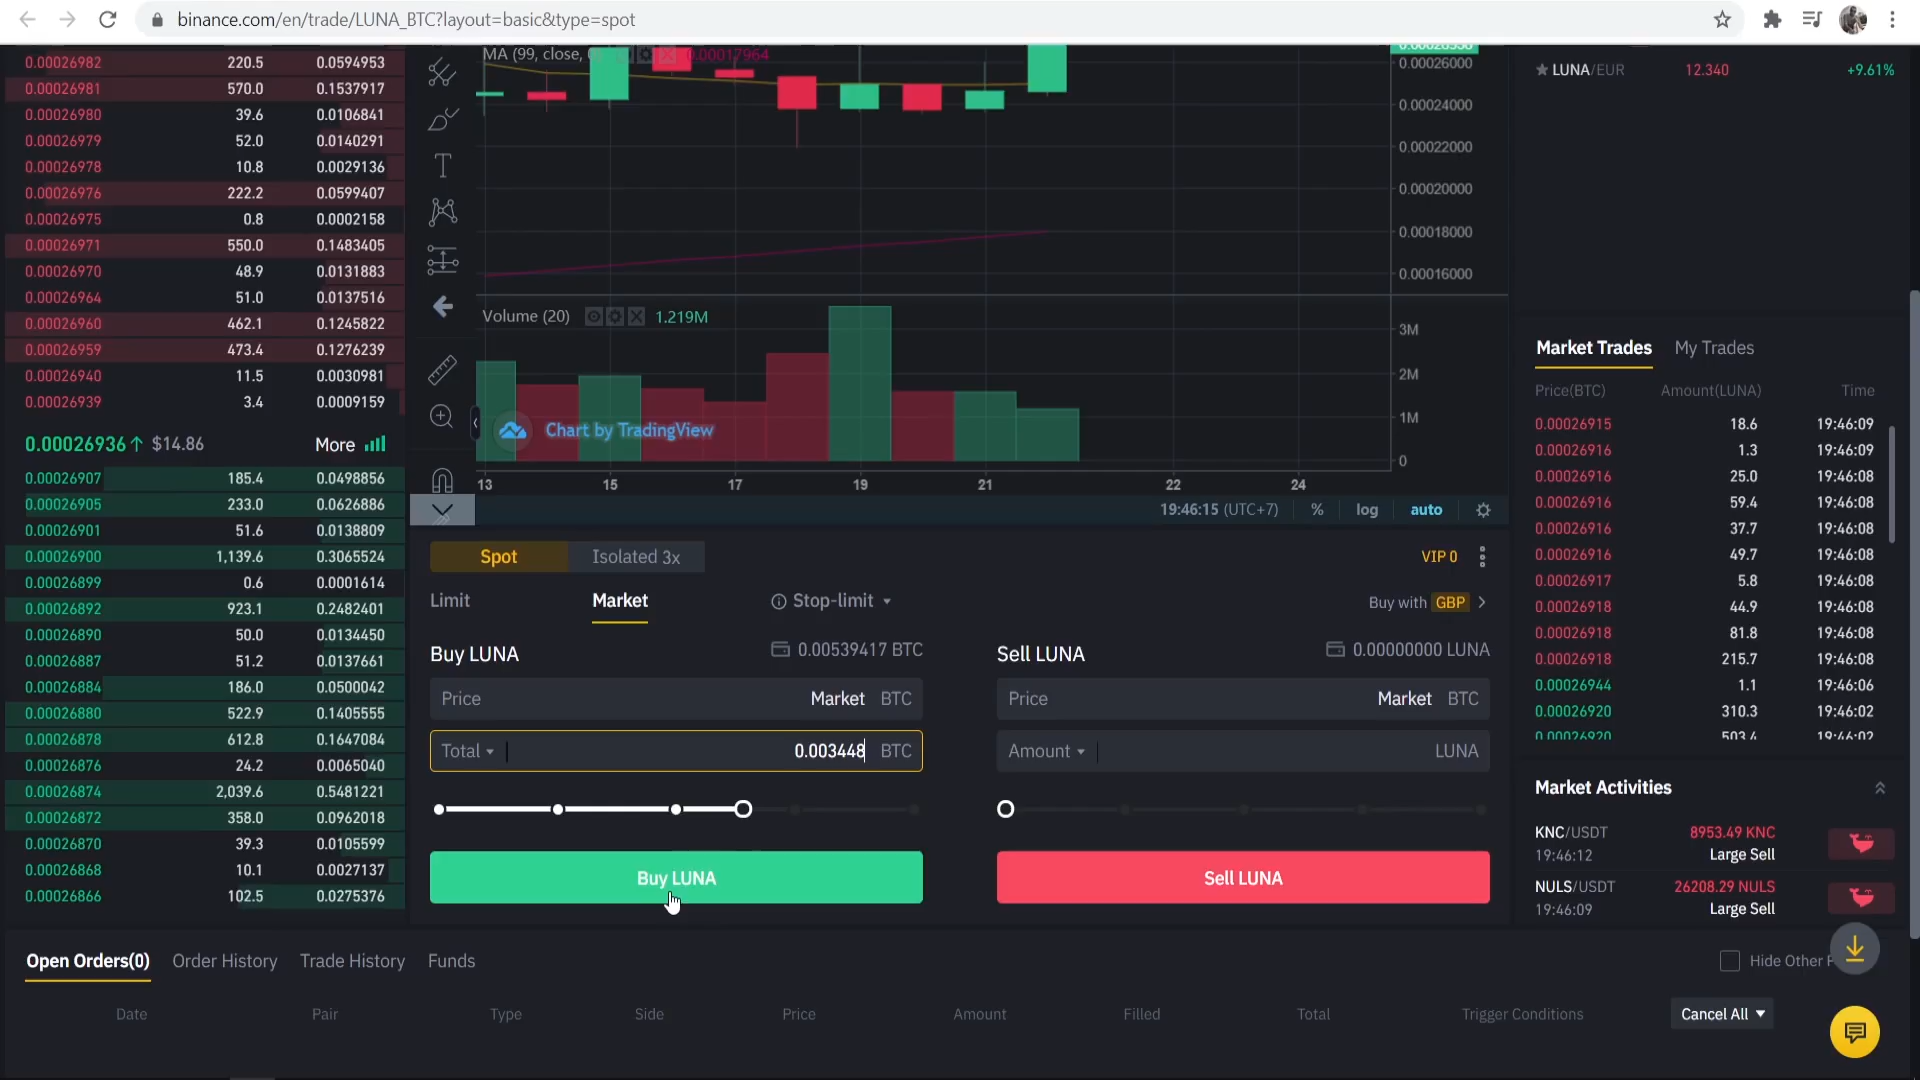 binance.com/en/trade/LUNA_BTC?layout=basic&type=spot
0.00026982 220.5 0.0594953
0.00026981 570.0 0.1537917
0.00026980 39.6 0.0106841
0.00026979 52.0 0.0140291
0.00026978 10.8 0.0029136
0.00026976 222.2 0.0599407
0.00026975 0.8 0.0002158
0.00026971 550.0 0.1483405
0.00026970 48.9 0.0131883
0.00026964 51.0 0.0137516
0.00026960 462.1 0.1245822
0.00026959 473.4 0.1276239
0.00026940 11.5 0.0030981
0.00026939 3.4 0.0009159
0.00026936↑ $14.86 More
0.00026907 185.4 0.0498856
0.00026905 233.0 0.0626886
0.00026901 51.6 0.0138809
0.00026900 1,139.6 0.3065524
0.00026899 0.6 0.0001614
0.00026892 923.1 0.2482401
0.00026890 50.0 0.0134450
0.00026887 51.2 0.0137661
0.00026884 186.0 0.0500042
0.00026880 522.9 0.1405555
0.00026878 612.8 0.1647084
0.00026876 24.2 0.0065040
0.00026874 2,039.6 0.5481221
0.00026872 358.0 0.0962018
0.00026870 39.3 0.0105599
0.00026868 10.1 0.0027137
0.00026866 102.5 0.0275376
MA (99, close, 0.00017964
0.00026000
0.00024000
0.00022000
0.00020000
0.00018000
0.00016000
Volume (20) 1.219M
3M
2M
1M
0
Chart by TradingView
13 15 17 19 21 22 24
19:46:15 (UTC+7) % log auto
Spot Isolated 3x VIP 0
Limit Market Stop-limit Buy with GBP
Buy LUNA 0.00539417 BTC
Price Market BTC
Total 0.003448 BTC
Buy LUNA
Sell LUNA 0.00000000 LUNA
Price Market BTC
Amount LUNA
Sell LUNA
LUNA/EUR 12.340 +9.61%
Market Trades My Trades
Price(BTC) Amount(LUNA) Time
0.00026915 18.6 19:46:09
0.00026916 1.3 19:46:09
0.00026916 25.0 19:46:08
0.00026916 59.4 19:46:08
0.00026916 37.7 19:46:08
0.00026916 49.7 19:46:08
0.00026917 5.8 19:46:08
0.00026918 44.9 19:46:08
0.00026918 81.8 19:46:08
0.00026918 215.7 19:46:08
0.00026944 1.1 19:46:06
0.00026920 310.3 19:46:02
0.00026920 503.4 19:46:02
Market Activities
KNC/USDT 8953.49 KNC
19:46:12 Large Sell
NULS/USDT 26208.29 NULS
19:46:09 Large Sell
Open Orders(0) Order History Trade History Funds Hide Other
Date Pair Type Side Price Amount Filled Total Trigger Conditions Cancel All